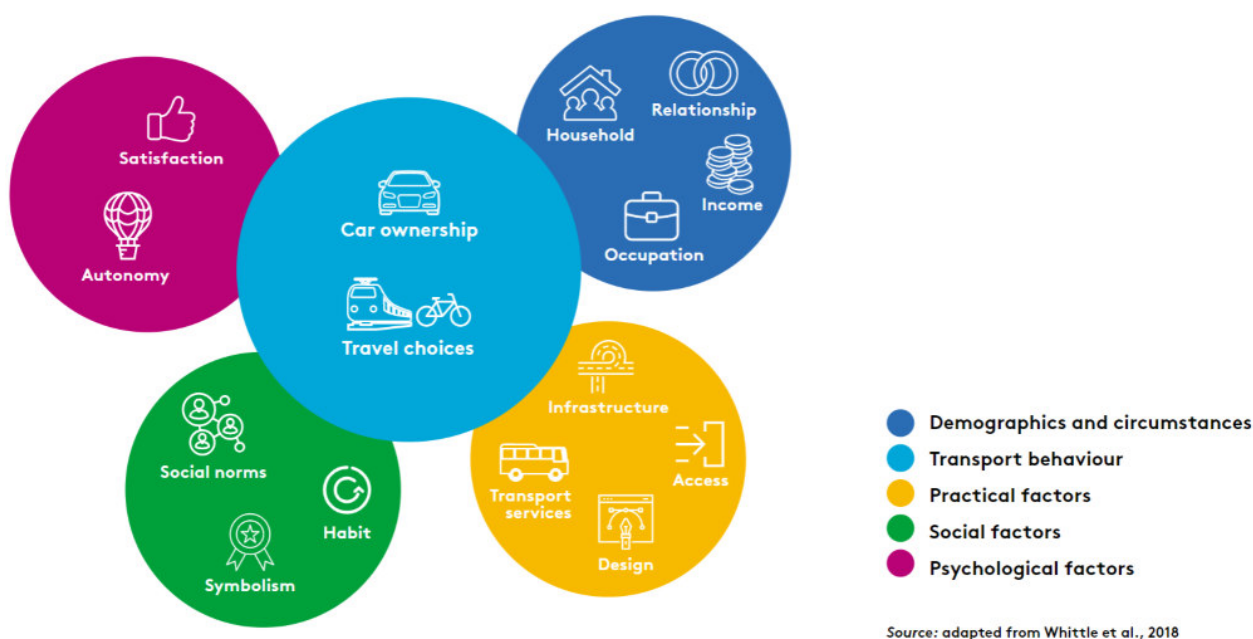 Satisfaction
Autonomy
Car ownership
Travel choices
Household
Relationship
Income
Occupation
Social norms
Habit
Symbolism
Infrastructure
Access
Transport
services
Design
Demographics and circumstances
Transport behaviour
Practical factors
Social factors
Psychological factors
Source: adapted from Whittle et al., 2018